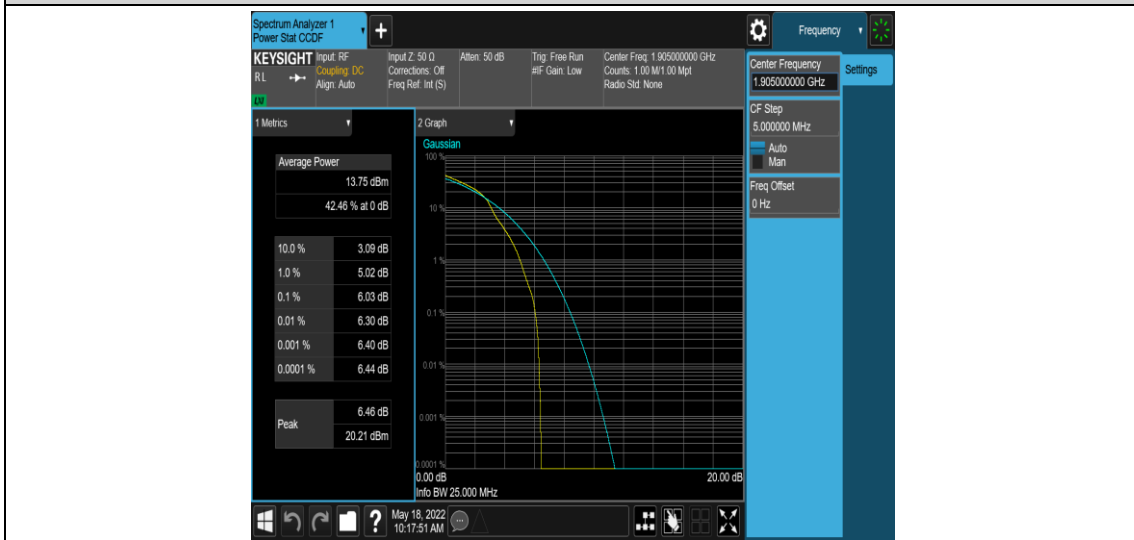 Spectrum Analyzer 1
Power Stat CCDF
+
Frequency
KEYSIGHT
RL
Input: RF
Coupling: DC
Align: Auto
Input Z: 50 Ω
Corrections: Off
Freq Ref: Int (S)
Atten: 50 dB
Trig: Free Run
#IF Gain: Low
Center Freq: 1.905000000 GHz
Counts: 1.00 M/1.00 Mpt
Radio Std: None
Center Frequency
1.905000000 GHz
Settings
CF Step
5.000000 MHz
Auto
Man
Freq Offset
0 Hz
1 Metrics
Average Power
13.75 dBm
42.46 % at 0 dB
10.0 % 3.09 dB
1.0 % 5.02 dB
0.1 % 6.03 dB
0.01 % 6.30 dB
0.001 % 6.40 dB
0.0001 % 6.44 dB
Peak 6.46 dB
20.21 dBm
2 Graph
Gaussian
100 %
10 %
1 %
0.1 %
0.01 %
0.001 %
0.0001 %
0.00 dB 20.00 dB
Info BW 25.000 MHz
?
May 18, 2022
10:17:51 AM